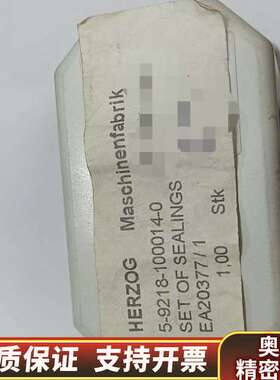 HERZOG Maschinenfabrik
5-9218-100014-0
SET OF SEALINGS
EA20377/1
1,00 Stk
质保证 支持开票
奥
精密